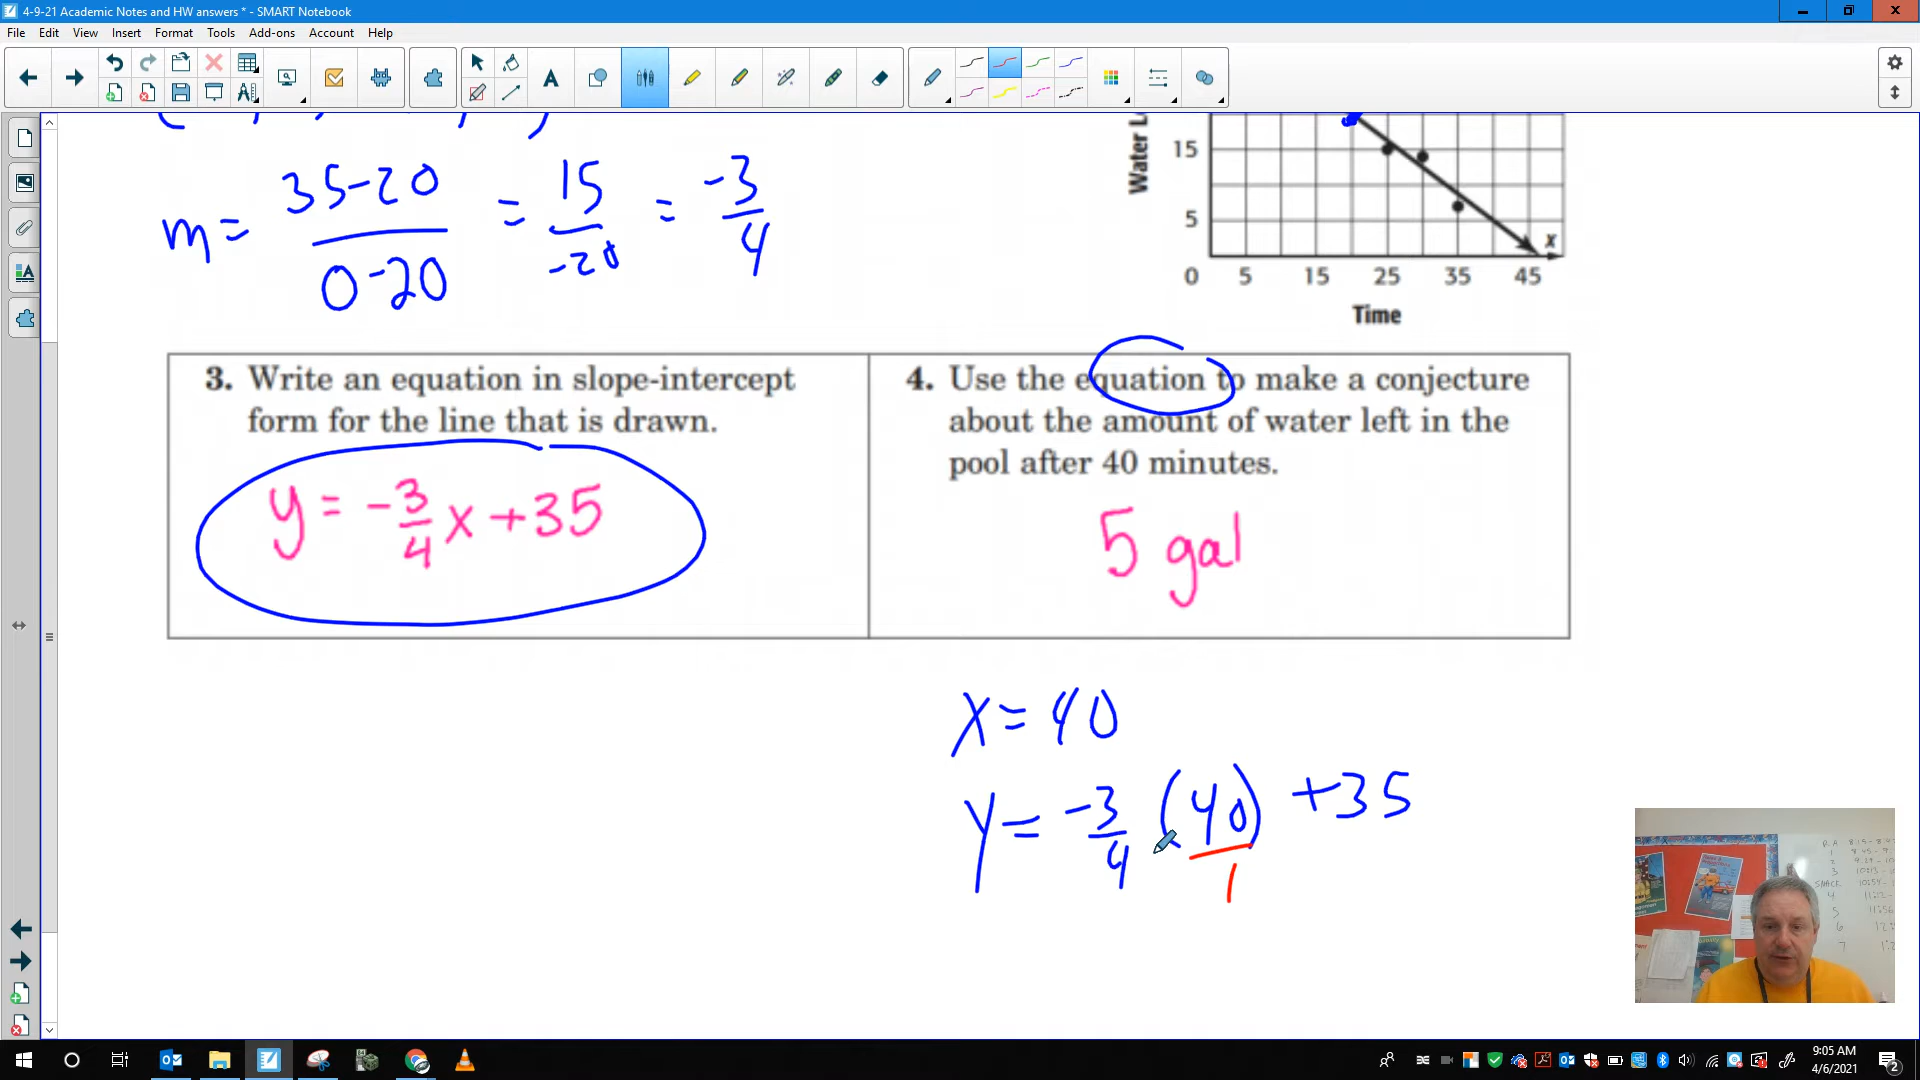 4-9-21 Academic Notes and HW answers * - SMART Notebook
File Edit View Insert Format Tools Add-ons Account Help
m = 35-20 / 0-20 = 15 / -20 = -3 / 4
Water L
15
5
0 5 15 25 35 45
x
Time
3. Write an equation in slope-intercept
form for the line that is drawn.
y = -3/4 x + 35
4. Use the equation to make a conjecture
about the amount of water left in the
pool after 40 minutes.
5 gal
x = 40
y = -3/4 (40)/1 + 35
9:05 AM
4/6/2021
2